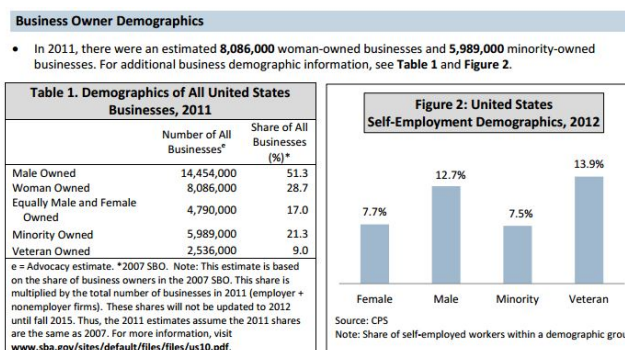 Business Owner Demographics
• In 2011, there were an estimated 8,086,000 woman-owned businesses and 5,989,000 minority-owned
businesses. For additional business demographic information, see Table 1 and Figure 2.
Table 1. Demographics of All United States
Businesses, 2011
Number of All
Businessesᵉ
Share of All
Businesses
(%)*
Male Owned 14,454,000 51.3
Woman Owned 8,086,000 28.7
Equally Male and Female
Owned 4,790,000 17.0
Minority Owned 5,989,000 21.3
Veteran Owned 2,536,000 9.0
e = Advocacy estimate. *2007 SBO. Note: This estimate is based
on the share of business owners in the 2007 SBO. This share is
multiplied by the total number of businesses in 2011 (employer +
nonemployer firms). These shares will not be updated to 2012
until fall 2015. Thus, the 2011 estimates assume the 2011 shares
are the same as 2007. For more information, visit
www.sba.gov/sites/default/files/files/us10.pdf.
Figure 2: United States
Self-Employment Demographics, 2012
7.7%
12.7%
7.5%
13.9%
Female Male Minority Veteran
Source: CPS
Note: Share of self-employed workers within a demographic